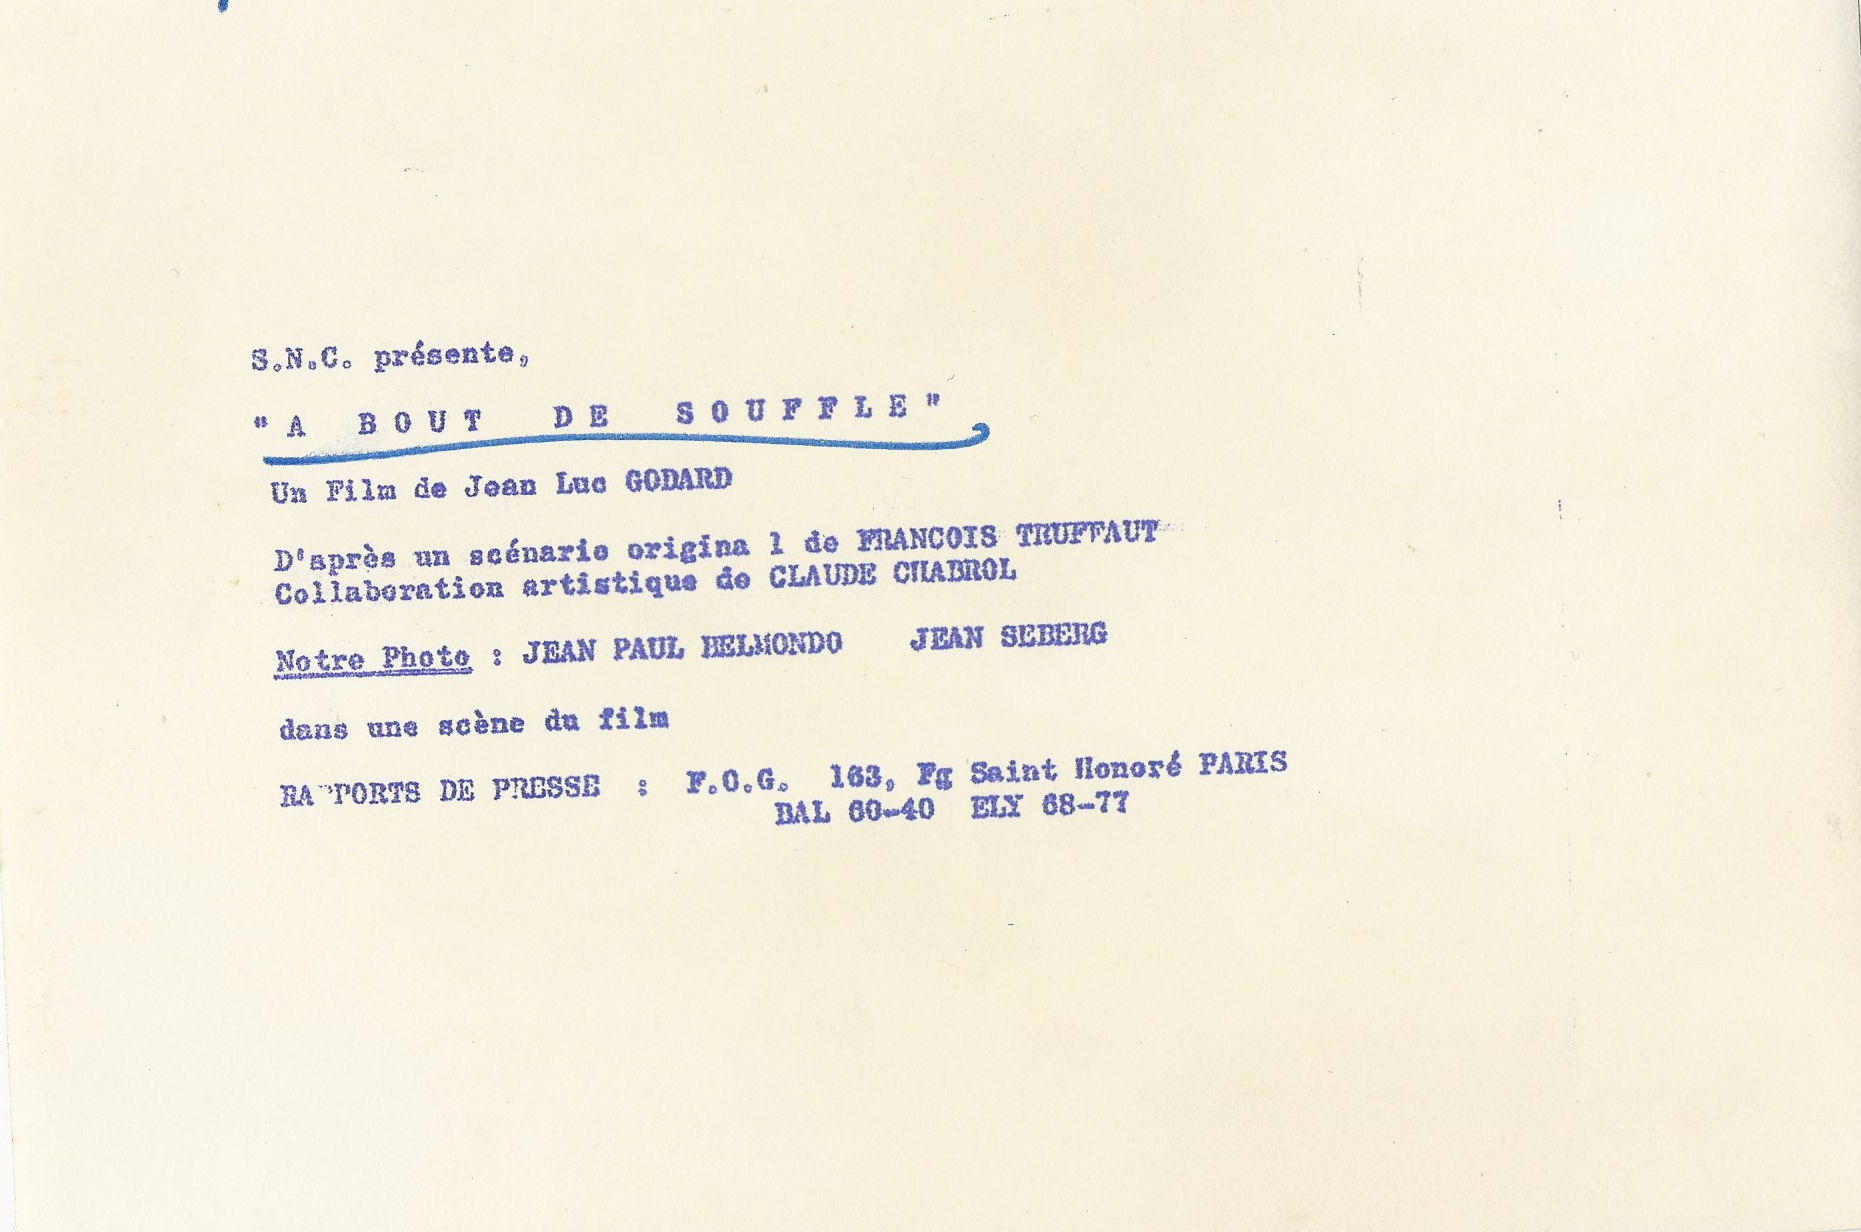 S.N.C. présente,
"A BOUT DE SOUFFLE"
Un Film de Jean Luc GODARD
D'après un scénario origina l de FRANCOIS TRUFFAUT
Collaboration artistique de CLAUDE CHABROL
Notre Photo : JEAN PAUL BELMONDO JEAN SEBERG
dans une scène du film
RAPPORTS DE PRESSE : F.O.G. 163, Fg Saint Honoré PARIS
BAL 60-40 ELY 68-77